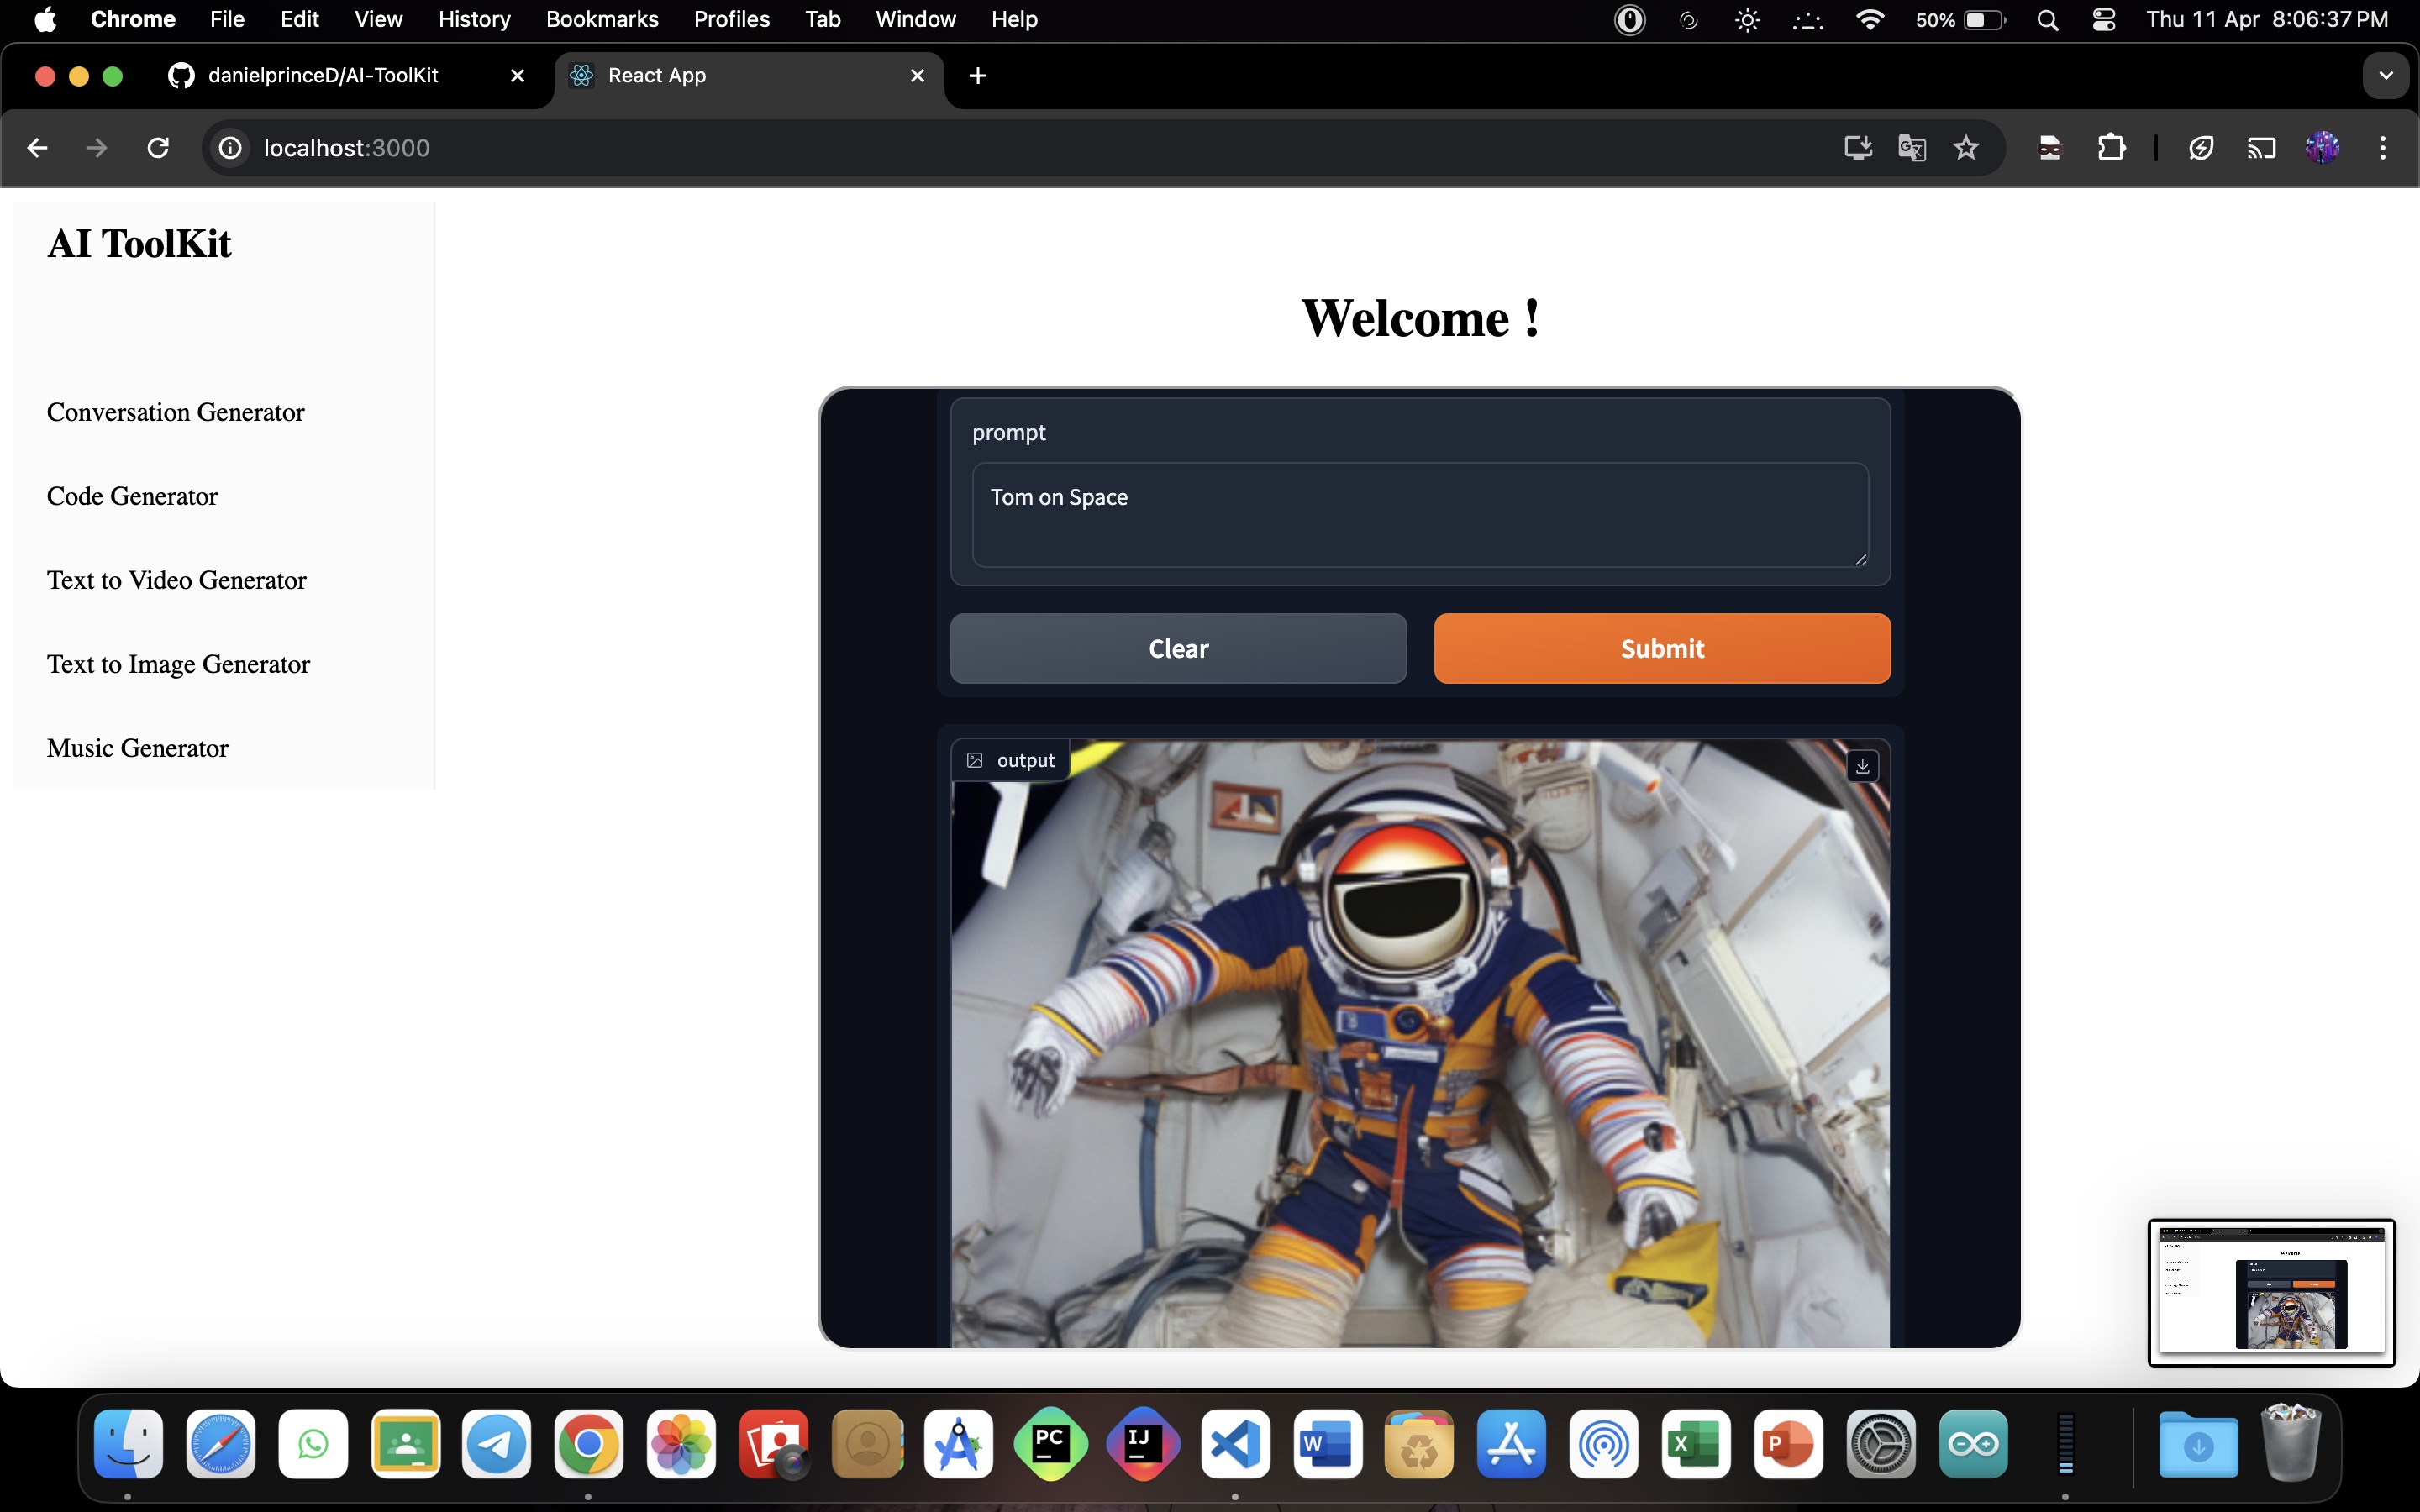 Chrome File Edit View History Bookmarks Profiles Tab Window Help 50% Thu 11 Apr 8:06:37 PM
danielprinceD/AI-ToolKit React App
localhost:3000
AI ToolKit
Conversation Generator
Code Generator
Text to Video Generator
Text to Image Generator
Music Generator
Welcome !
prompt
Tom on Space
Clear Submit
output
PC IJ W X P